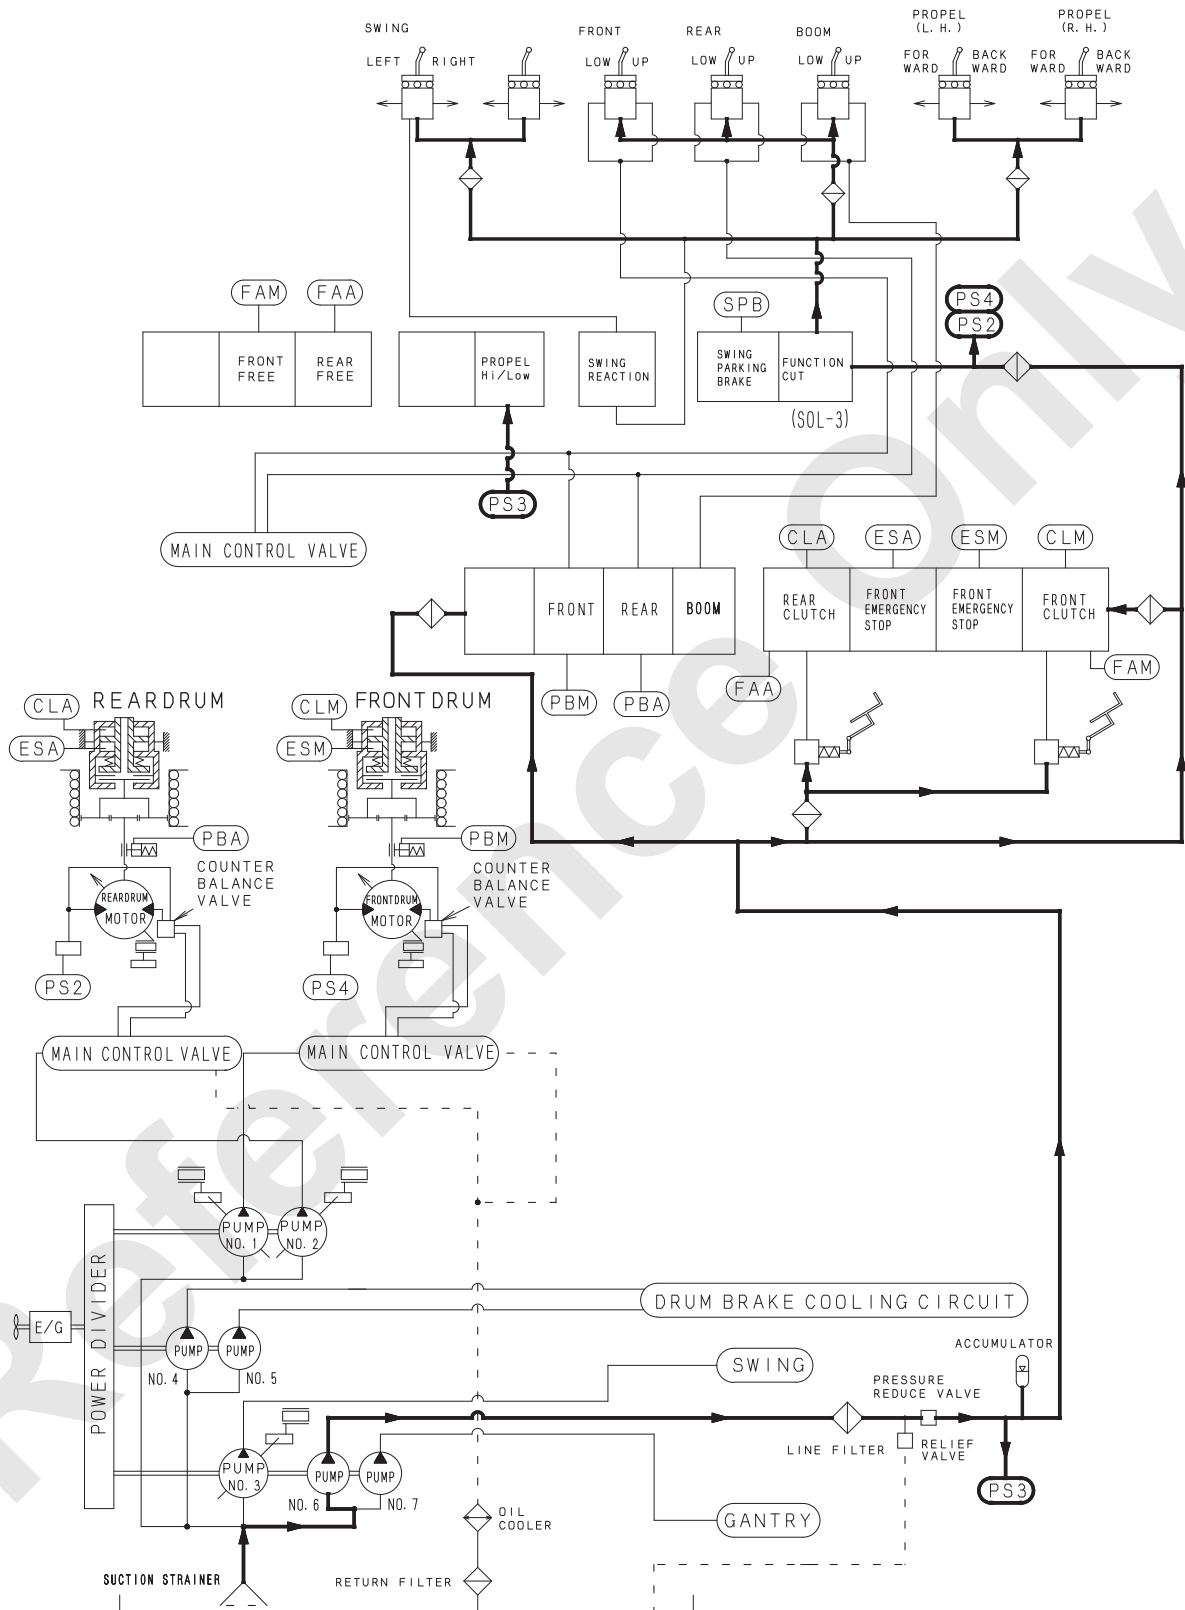 SWING
LEFT RIGHT
FRONT
LOW UP
REAR
LOW UP
BOOM
LOW UP
PROPEL
(L. H.)
FOR
WARD
BACK
WARD
PROPEL
(R. H.)
FOR
WARD
BACK
WARD
FAM
FAA
SPB
PS4
PS2
FRONT
FREE
REAR
FREE
PROPEL
Hi/Low
SWING
REACTION
SWING
PARKING
BRAKE
FUNCTION
CUT
(SOL-3)
PS3
MAIN CONTROL VALVE
CLA
ESA
ESM
CLM
FRONT
REAR
BOOM
REAR
CLUTCH
FRONT
EMERGENCY
STOP
FRONT
EMERGENCY
STOP
FRONT
CLUTCH
PBM
PBA
FAA
FAM
CLA
REAR DRUM
ESA
CLM
FRONT DRUM
ESM
PBA
COUNTER
BALANCE
VALVE
REARDRUM
MOTOR
PS2
PBM
COUNTER
BALANCE
VALVE
FRONTDRUM
MOTOR
PS4
MAIN CONTROL VALVE
MAIN CONTROL VALVE
PUMP
NO. 1
PUMP
NO. 2
POWER DIVIDER
E/G
DRUM BRAKE COOLING CIRCUIT
PUMP
NO. 4
PUMP
NO. 5
SWING
ACCUMULATOR
PRESSURE
REDUCE VALVE
LINE FILTER
RELIEF
VALVE
PUMP
NO. 3
PUMP
NO. 6
PUMP
NO. 7
PS3
OIL
COOLER
GANTRY
SUCTION STRAINER
RETURN FILTER
Reference Only